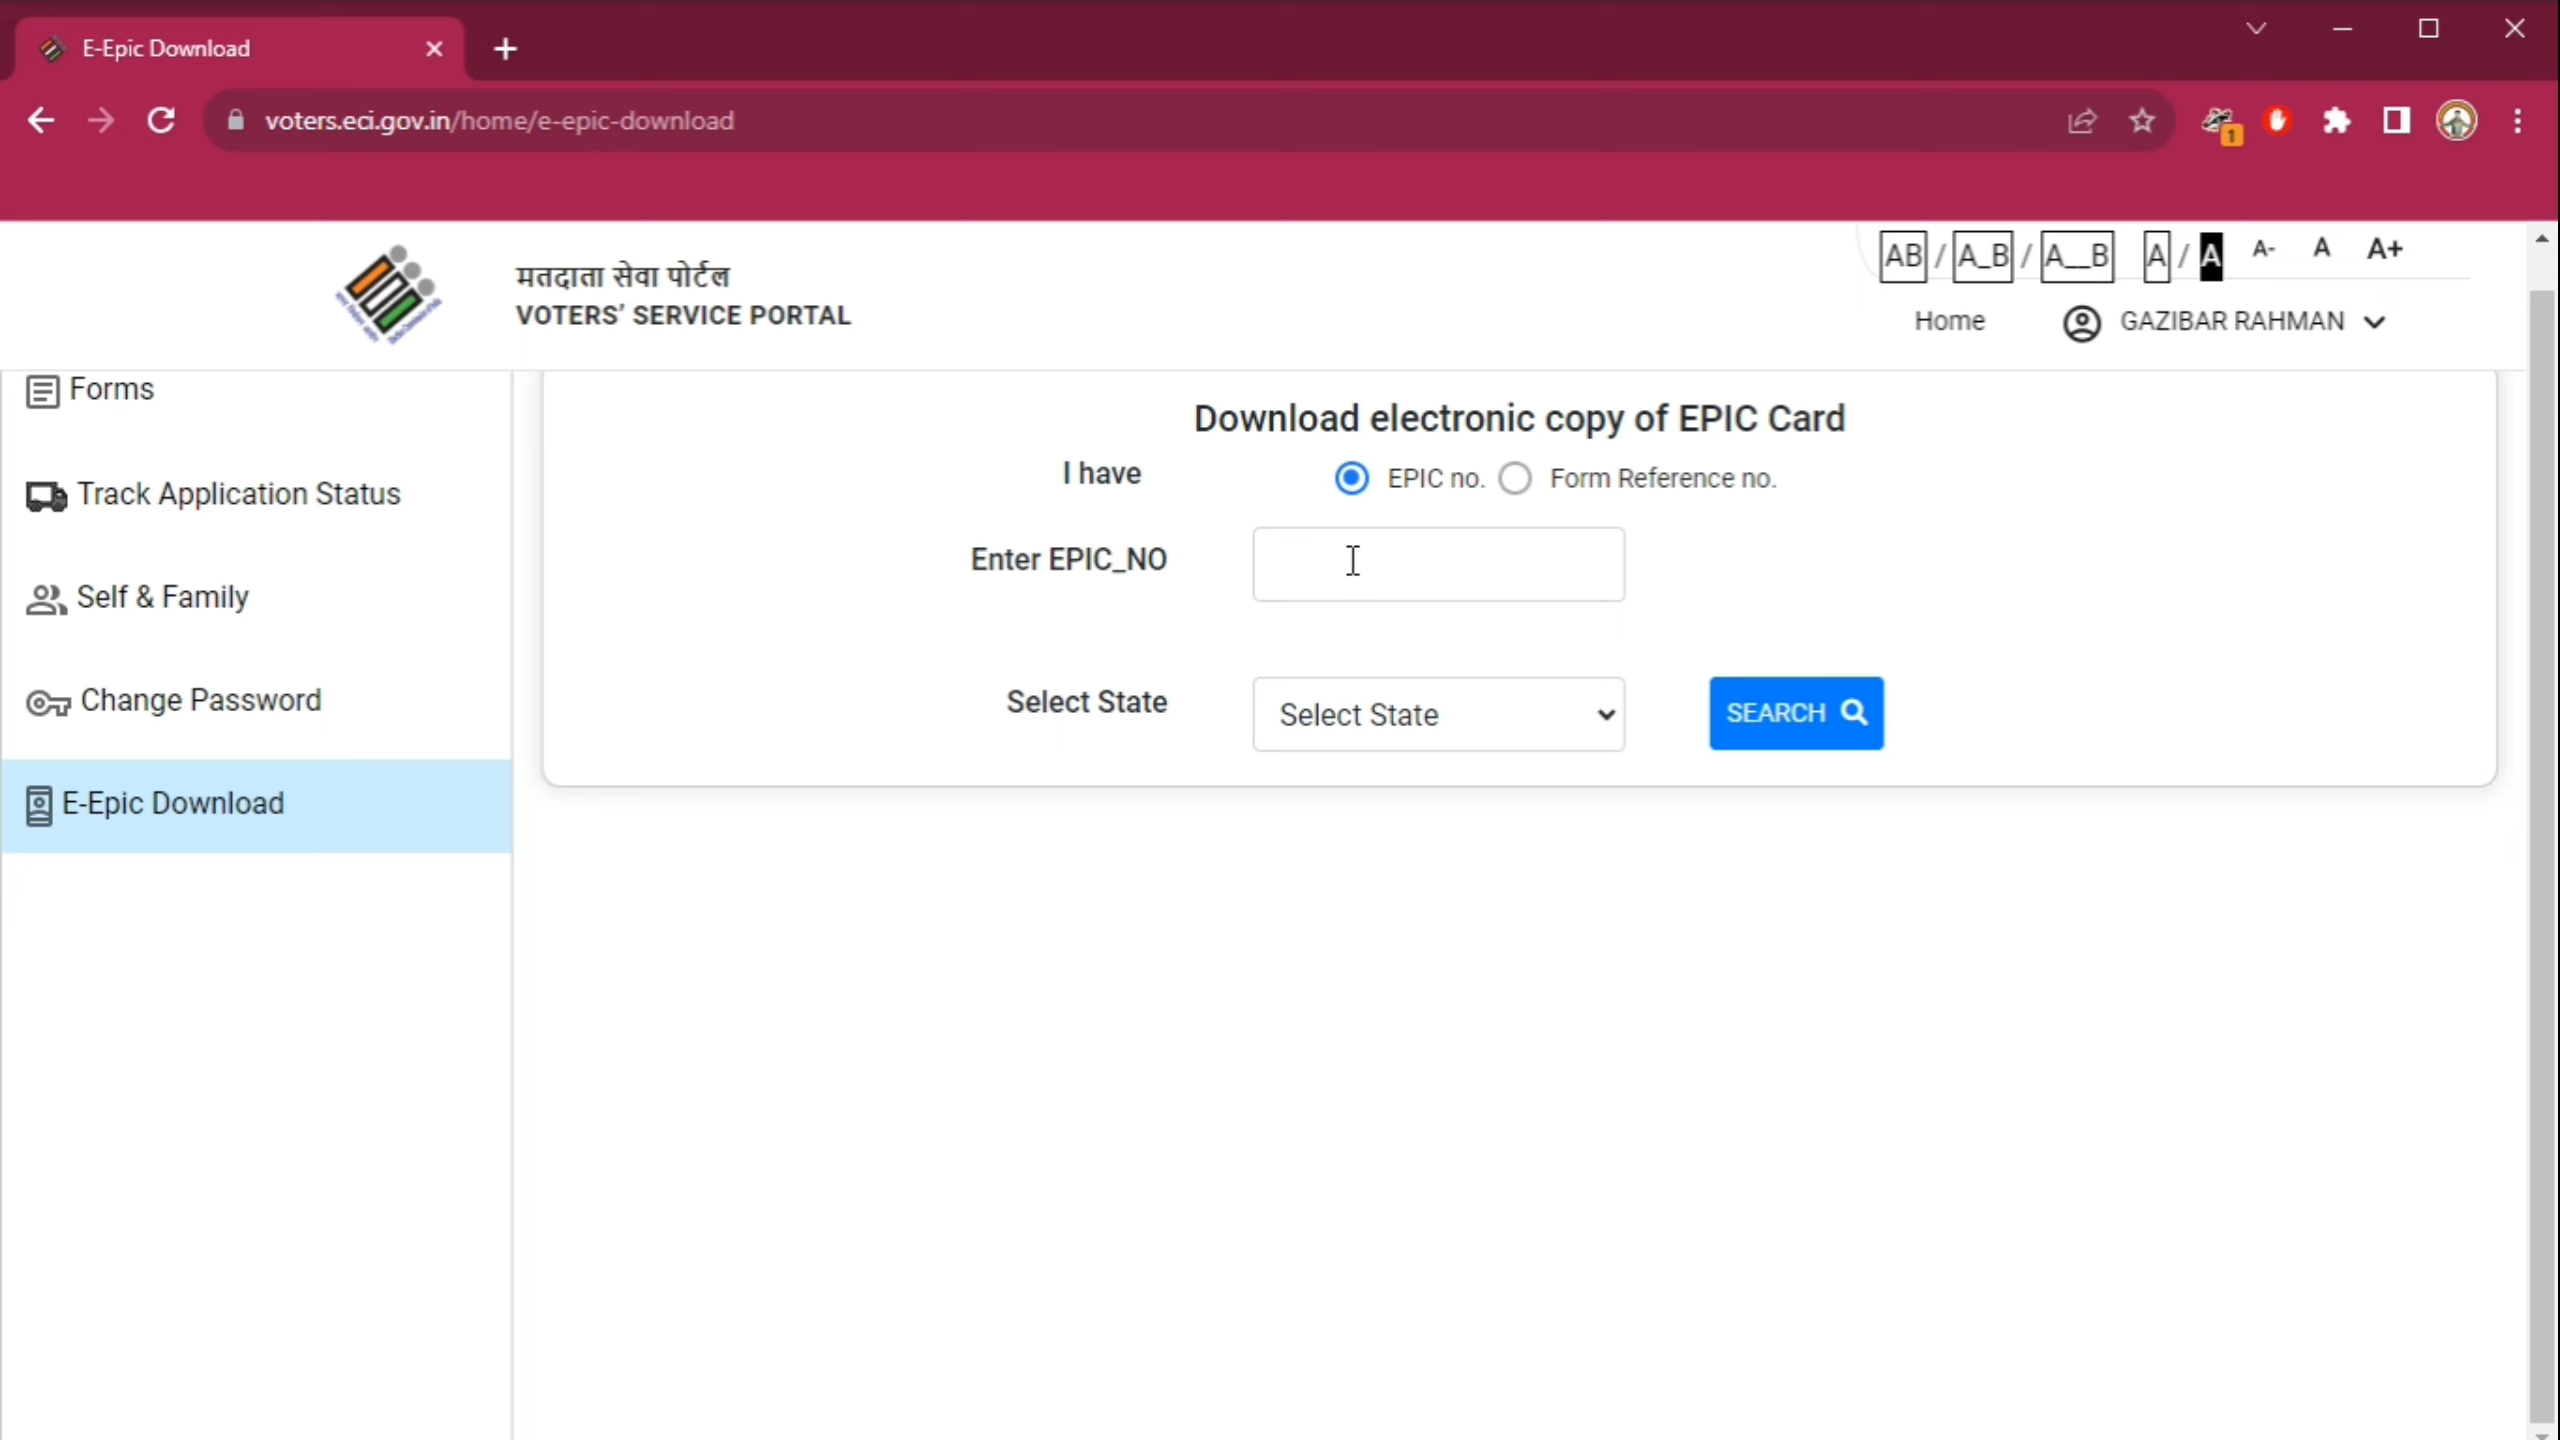 E-Epic Download
voters.eci.gov.in/home/e-epic-download
1
मतदाता सेवा पोर्टल
VOTERS' SERVICE PORTAL
AB / A_B / A__B A / A A- A A+
Home GAZIBAR RAHMAN
Forms
Track Application Status
Self & Family
Change Password
E-Epic Download
Download electronic copy of EPIC Card
I have EPIC no. Form Reference no.
Enter EPIC_NO
Select State Select State SEARCH